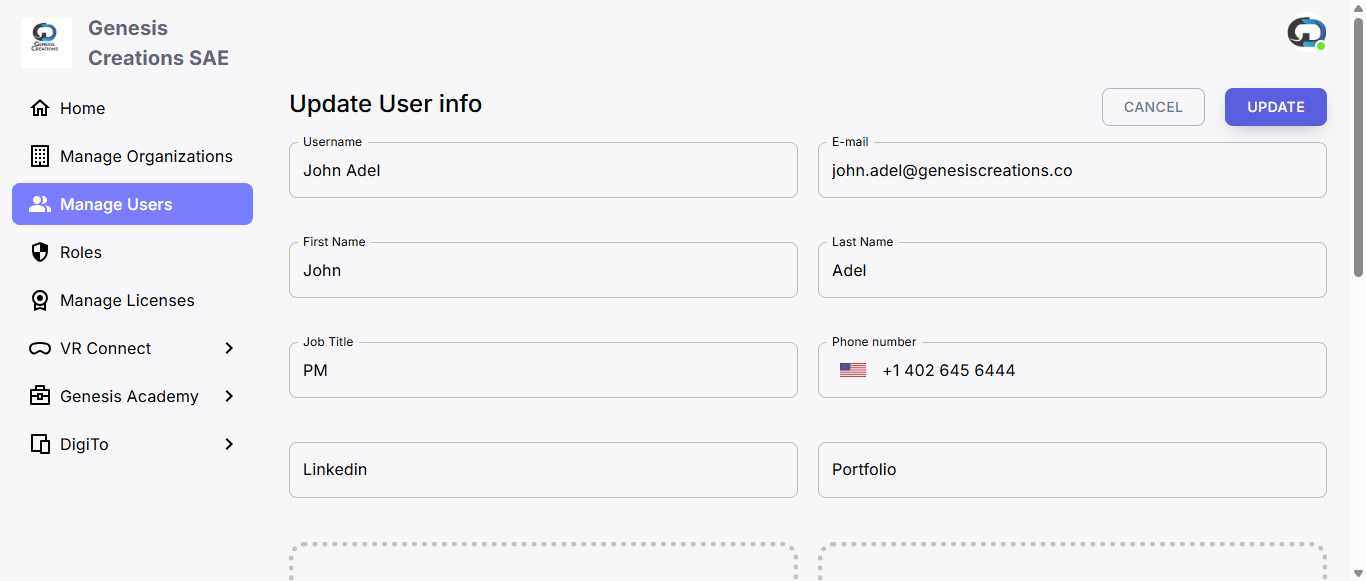 GENESIS
CREATIONS
Genesis
Creations SAE
Home
Manage Organizations
Manage Users
Roles
Manage Licenses
VR Connect
Genesis Academy
DigiTo
Update User info
CANCEL
UPDATE
Username
John Adel
E-mail
john.adel@genesiscreations.co
First Name
John
Last Name
Adel
Job Title
PM
Phone number
+1 402 645 6444
Linkedin
Portfolio